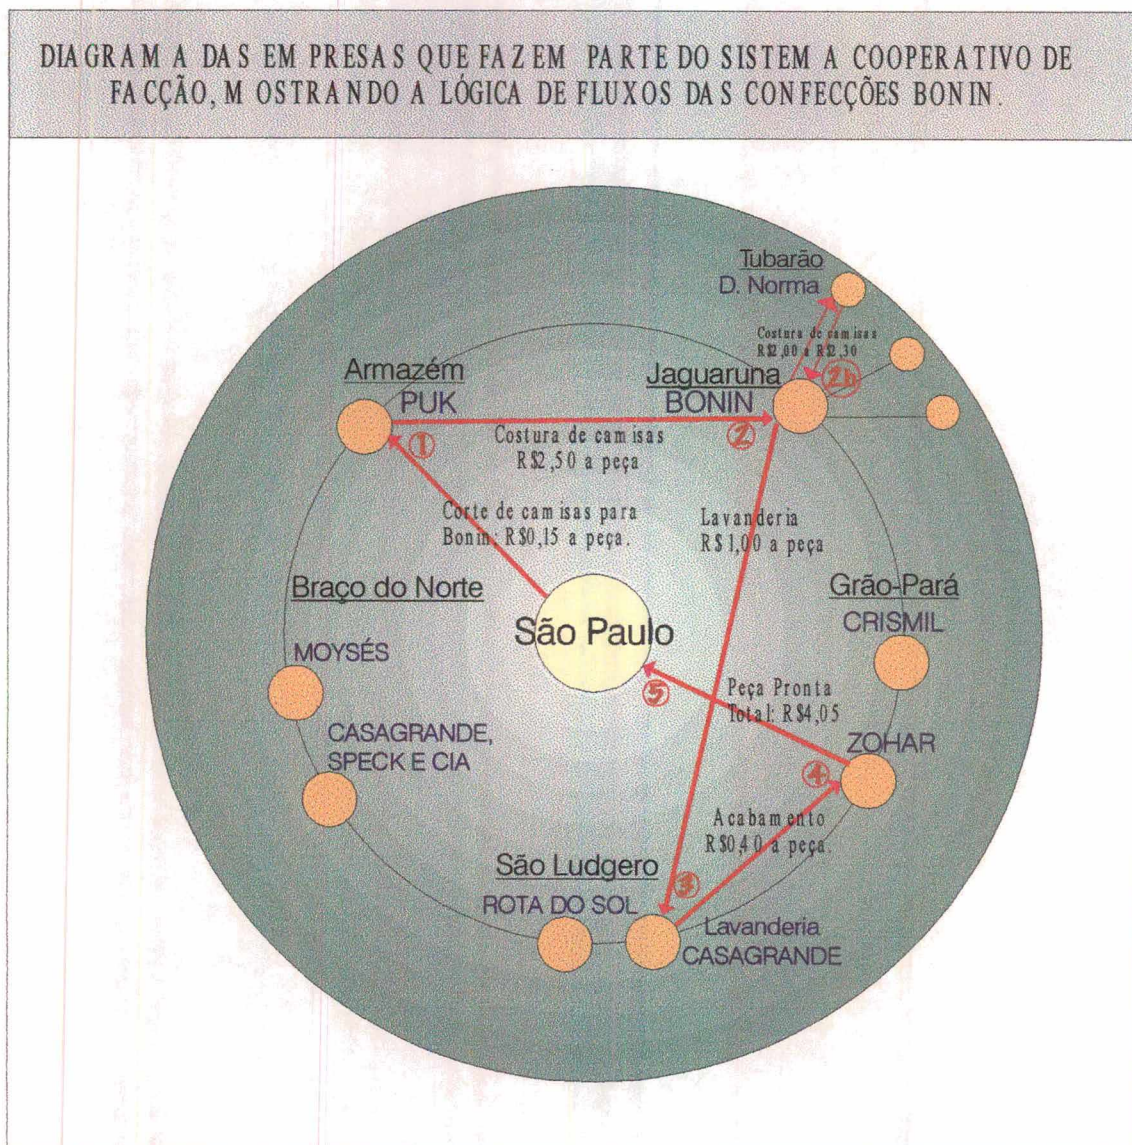 DIAGRAMA DAS EMPRESAS QUE FAZEM PARTE DO SISTEMA COOPERATIVO DE
FACÇÃO, MOSTRANDO A LÓGICA DE FLUXOS DAS CONFECÇÕES BONIN.
Tubarão
D. Norma
Costura de camisas
R$2,00 a R$2,30
2b
Armazém
PUK
Jaguaruna
BONIN
1
2
Costura de camisas
R$2,50 a peça
Corte de camisas para
Bonin: R$0,15 a peça.
Lavanderia
R$1,00 a peça
Braço do Norte
São Paulo
Grão-Pará
CRISMIL
MOYSÉS
5
Peça Pronta
Total: R$4,05
CASAGRANDE,
SPECK E CIA
ZOHAR
4
Acabamento
R$0,40 a peça.
São Ludgero
3
ROTA DO SOL
Lavanderia
CASAGRANDE